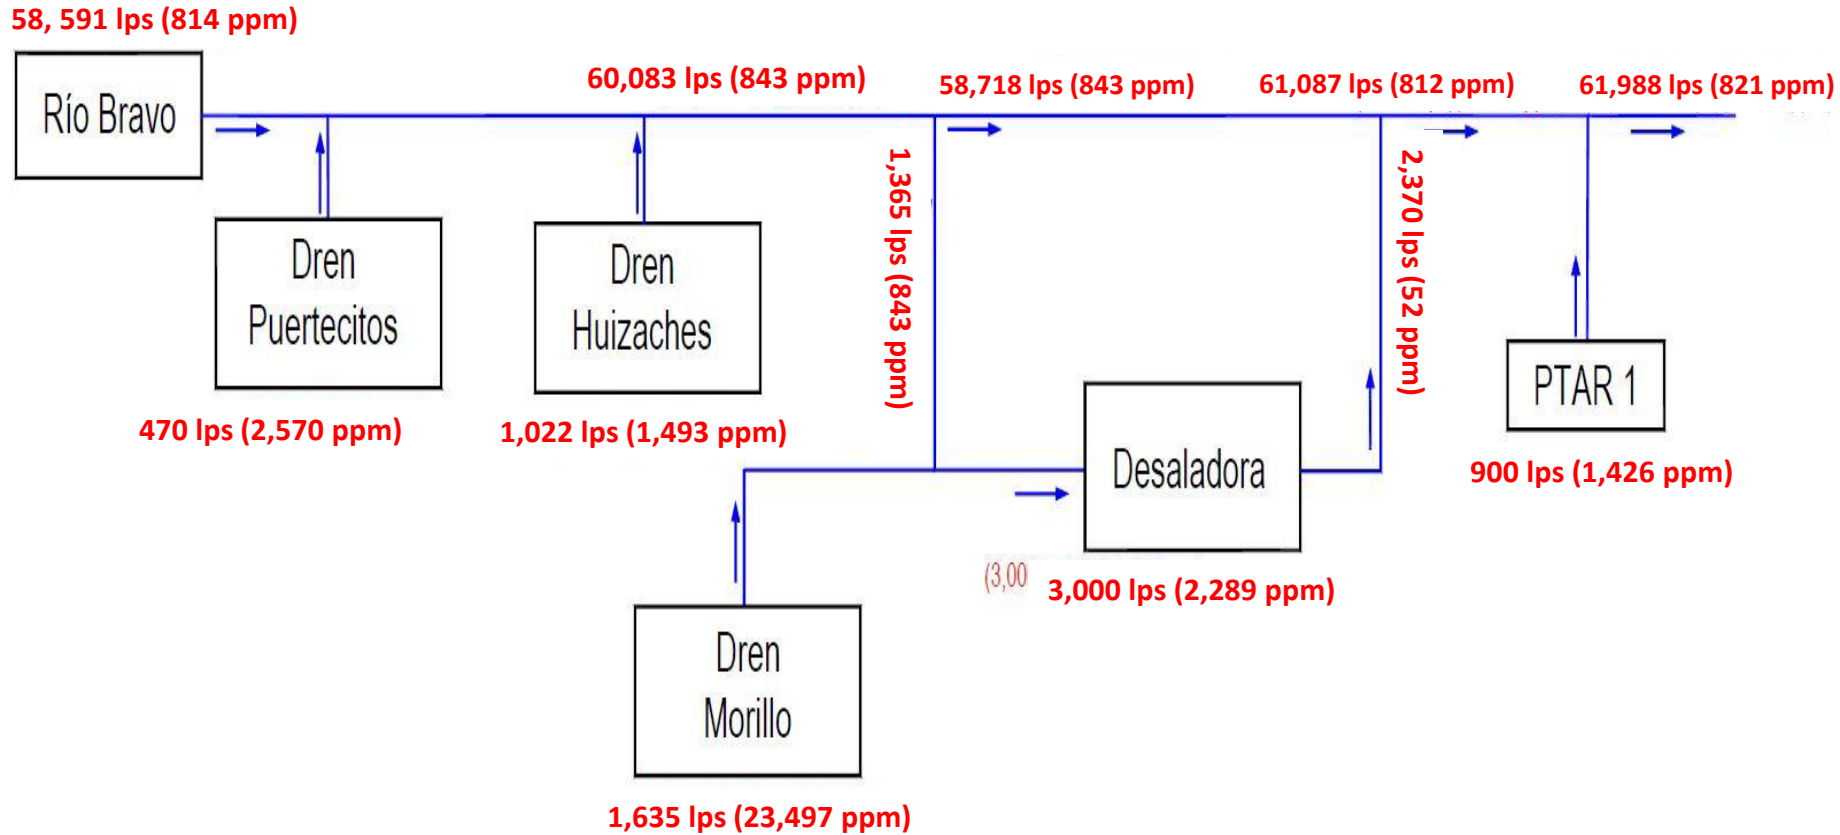 58, 591 lps (814 ppm)
Río Bravo
60,083 lps (843 ppm)
58,718 lps (843 ppm)
61,087 lps (812 ppm)
61,988 lps (821 ppm)
Dren
Puertecitos
470 lps (2,570 ppm)
Dren
Huizaches
1,022 lps (1,493 ppm)
1,365 lps (843 ppm)
2,370 lps (52 ppm)
PTAR 1
900 lps (1,426 ppm)
Desaladora
(3,00
3,000 lps (2,289 ppm)
Dren
Morillo
1,635 lps (23,497 ppm)